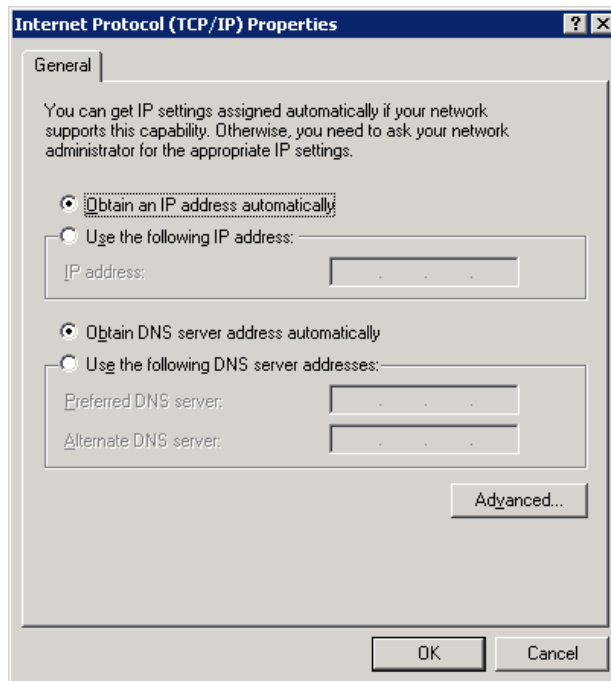 Internet Protocol (TCP/IP) Properties
General
You can get IP settings assigned automatically if your network
supports this capability. Otherwise, you need to ask your network
administrator for the appropriate IP settings.
Obtain an IP address automatically
Use the following IP address:
IP address:
Obtain DNS server address automatically
Use the following DNS server addresses:
Preferred DNS server:
Alternate DNS server:
Advanced...
OK Cancel